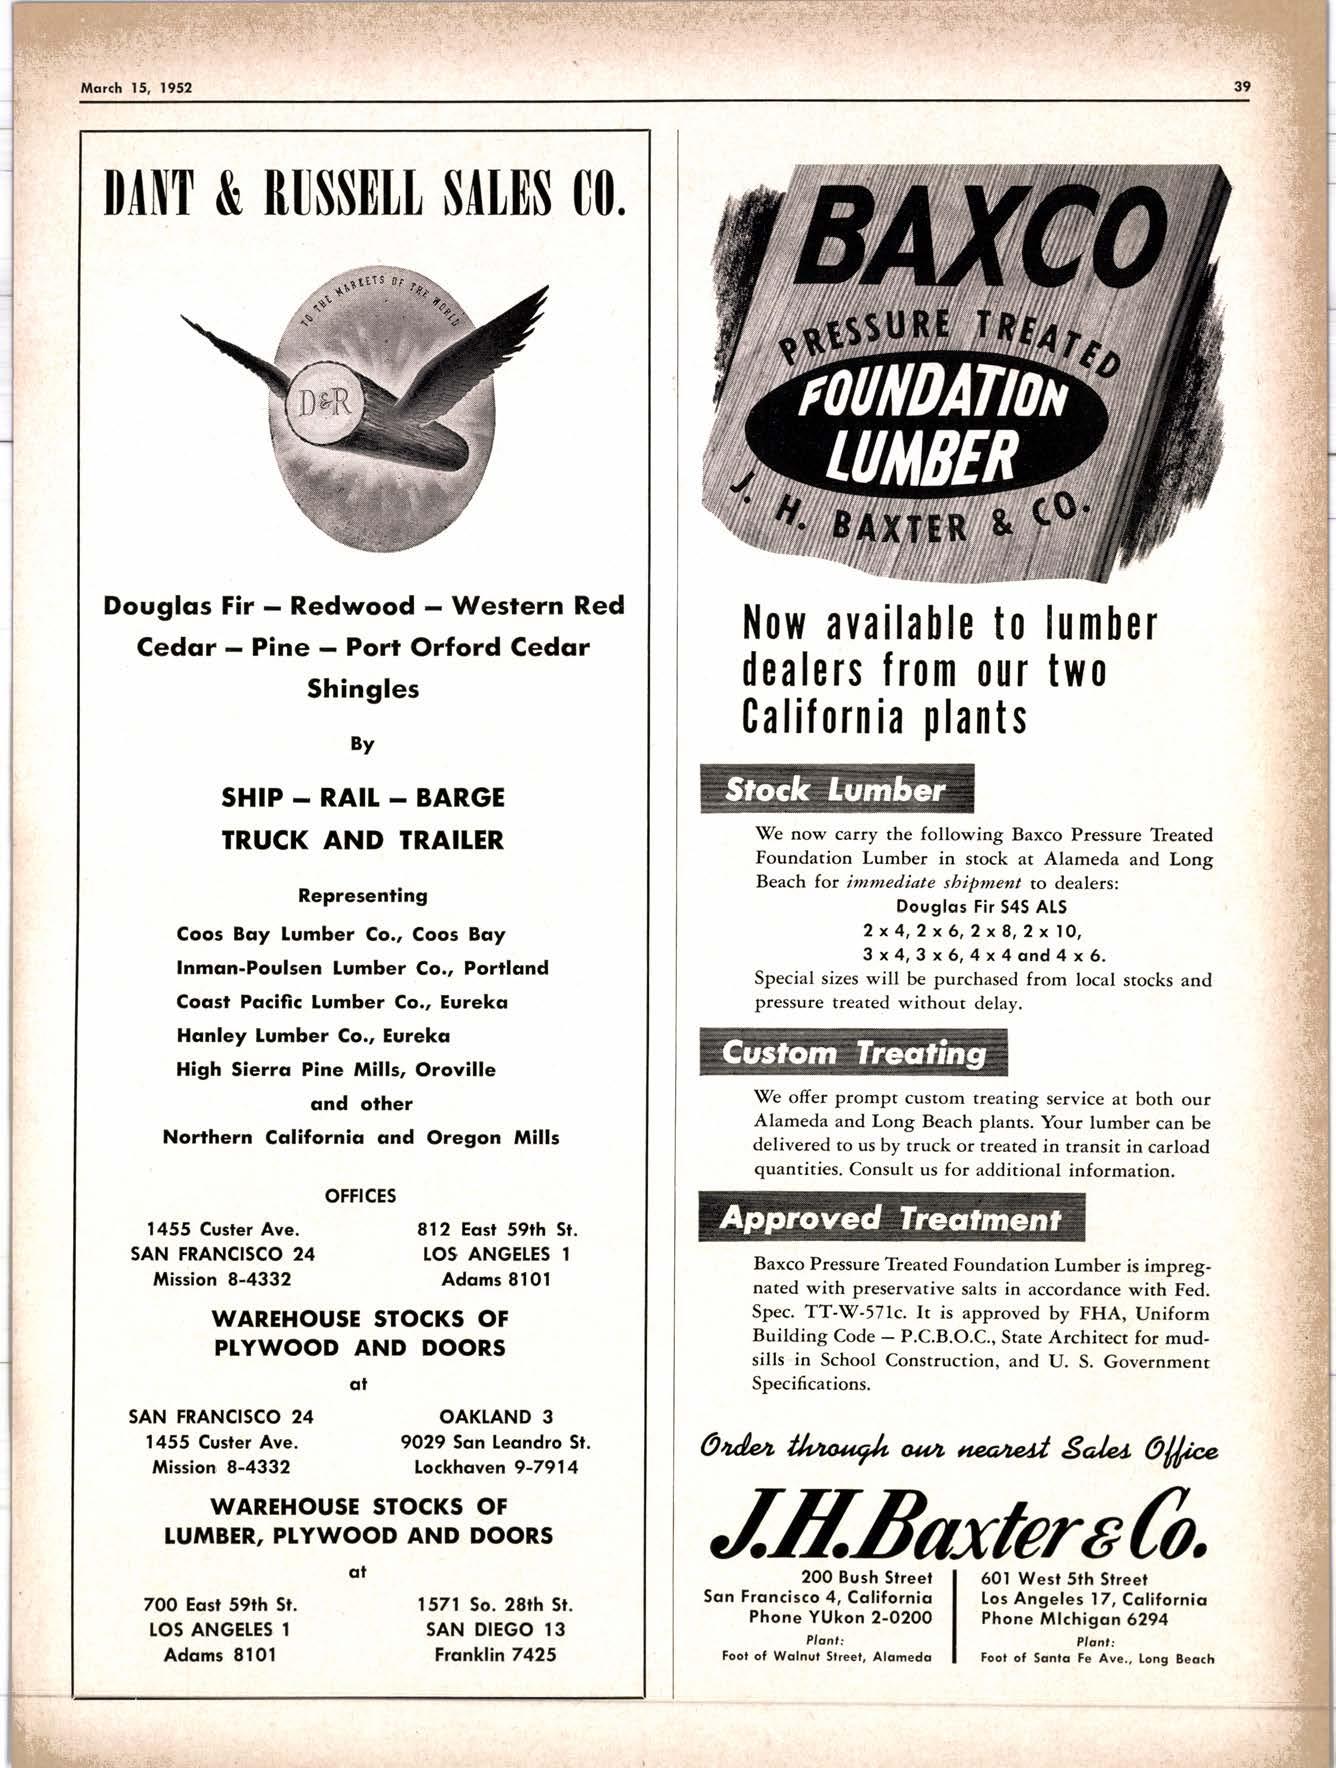 March 15, 1952
39
DANT & RUSSELL SALES CO.
TO THE MARKETS OF THE WORLD
D&R
Douglas Fir – Redwood – Western Red
Cedar – Pine – Port Orford Cedar
Shingles
By
SHIP – RAIL – BARGE
TRUCK AND TRAILER
Representing
Coos Bay Lumber Co., Coos Bay
Inman-Poulsen Lumber Co., Portland
Coast Pacific Lumber Co., Eureka
Hanley Lumber Co., Eureka
High Sierra Pine Mills, Oroville
and other
Northern California and Oregon Mills
OFFICES
1455 Custer Ave.
SAN FRANCISCO 24
Mission 8-4332
812 East 59th St.
LOS ANGELES 1
Adams 8101
WAREHOUSE STOCKS OF
PLYWOOD AND DOORS
at
SAN FRANCISCO 24
1455 Custer Ave.
Mission 8-4332
OAKLAND 3
9029 San Leandro St.
Lockhaven 9-7914
WAREHOUSE STOCKS OF
LUMBER, PLYWOOD AND DOORS
at
700 East 59th St.
LOS ANGELES 1
Adams 8101
1571 So. 28th St.
SAN DIEGO 13
Franklin 7425
BAXCO
PRESSURE TREATED
FOUNDATION
LUMBER
J. H. BAXTER & CO.
Now available to lumber
dealers from our two
California plants
Stock Lumber
We now carry the following Baxco Pressure Treated
Foundation Lumber in stock at Alameda and Long
Beach for immediate shipment to dealers:
Douglas Fir S4S ALS
2 x 4, 2 x 6, 2 x 8, 2 x 10,
3 x 4, 3 x 6, 4 x 4 and 4 x 6.
Special sizes will be purchased from local stocks and
pressure treated without delay.
Custom Treating
We offer prompt custom treating service at both our
Alameda and Long Beach plants. Your lumber can be
delivered to us by truck or treated in transit in carload
quantities. Consult us for additional information.
Approved Treatment
Baxco Pressure Treated Foundation Lumber is impreg-
nated with preservative salts in accordance with Fed.
Spec. TT-W-571c. It is approved by FHA, Uniform
Building Code – P.C.B.O.C., State Architect for mud-
sills in School Construction, and U. S. Government
Specifications.
Order through our nearest Sales Office
J.H.Baxter & Co.
200 Bush Street
San Francisco 4, California
Phone YUkon 2-0200
Plant:
Foot of Walnut Street, Alameda
601 West 5th Street
Los Angeles 17, California
Phone MIchigan 6294
Plant:
Foot of Santa Fe Ave., Long Beach